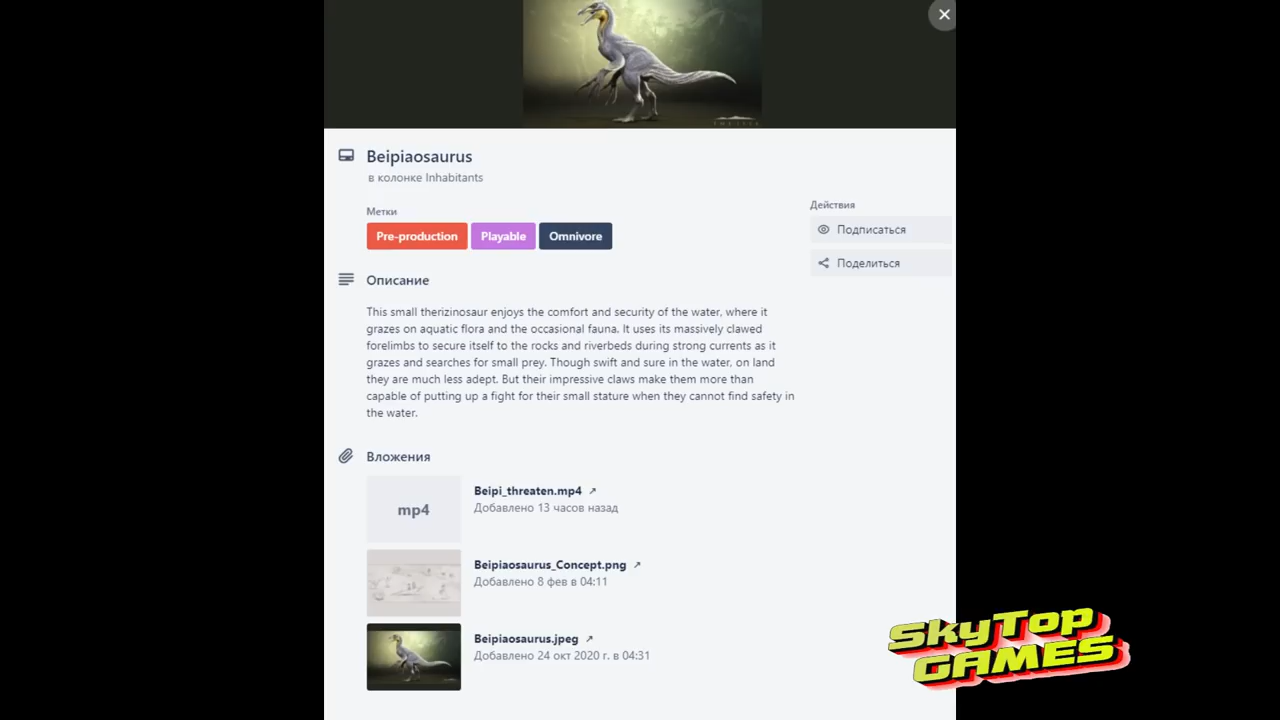 Beipiaosaurus
в колонке Inhabitants
Метки
Pre-production Playable Omnivore
Действия
Подписаться
Поделиться
Описание
This small therizinosaur enjoys the comfort and security of the water, where it
grazes on aquatic flora and the occasional fauna. It uses its massively clawed
forelimbs to secure itself to the rocks and riverbeds during strong currents as it
grazes and searches for small prey. Though swift and sure in the water, on land
they are much less adept. But their impressive claws make them more than
capable of putting up a fight for their small stature when they cannot find safety in
the water.
Вложения
mp4
Beipi_threaten.mp4 ↗
Добавлено 13 часов назад
Beipiaosaurus_Concept.png ↗
Добавлено 8 фев в 04:11
Beipiaosaurus.jpeg ↗
Добавлено 24 окт 2020 г. в 04:31
SkyTop
GAMES